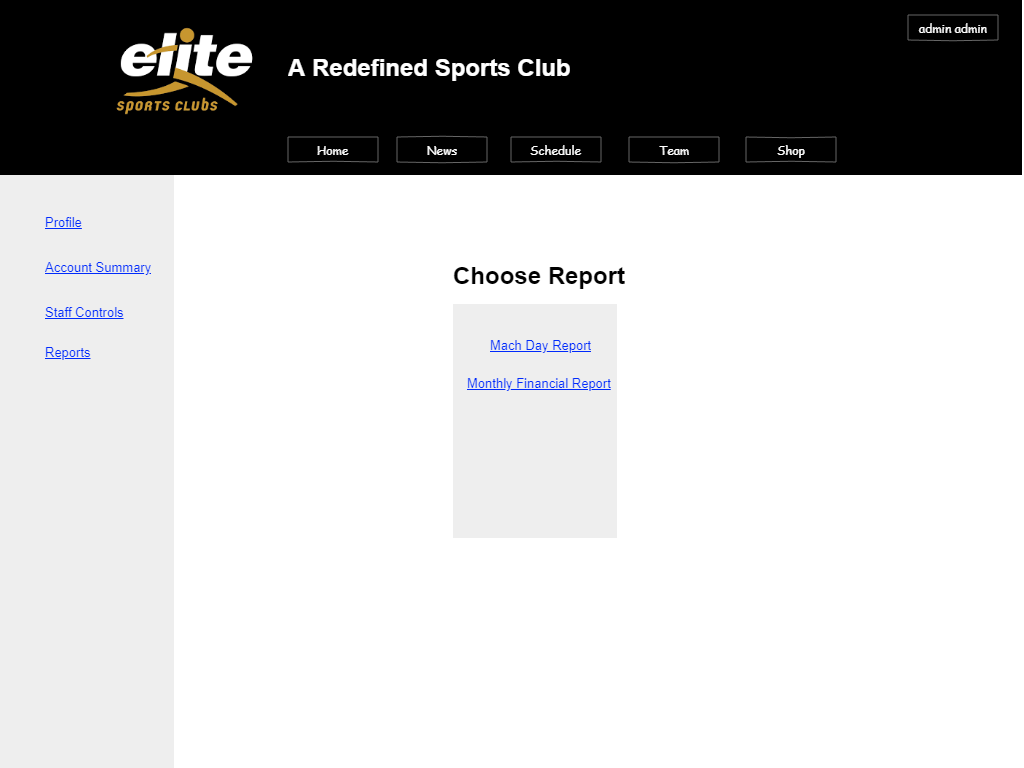 admin admin
elite
sports clubs
A Redefined Sports Club
Home
News
Schedule
Team
Shop
Profile
Account Summary
Staff Controls
Reports
Choose Report
Mach Day Report
Monthly Financial Report